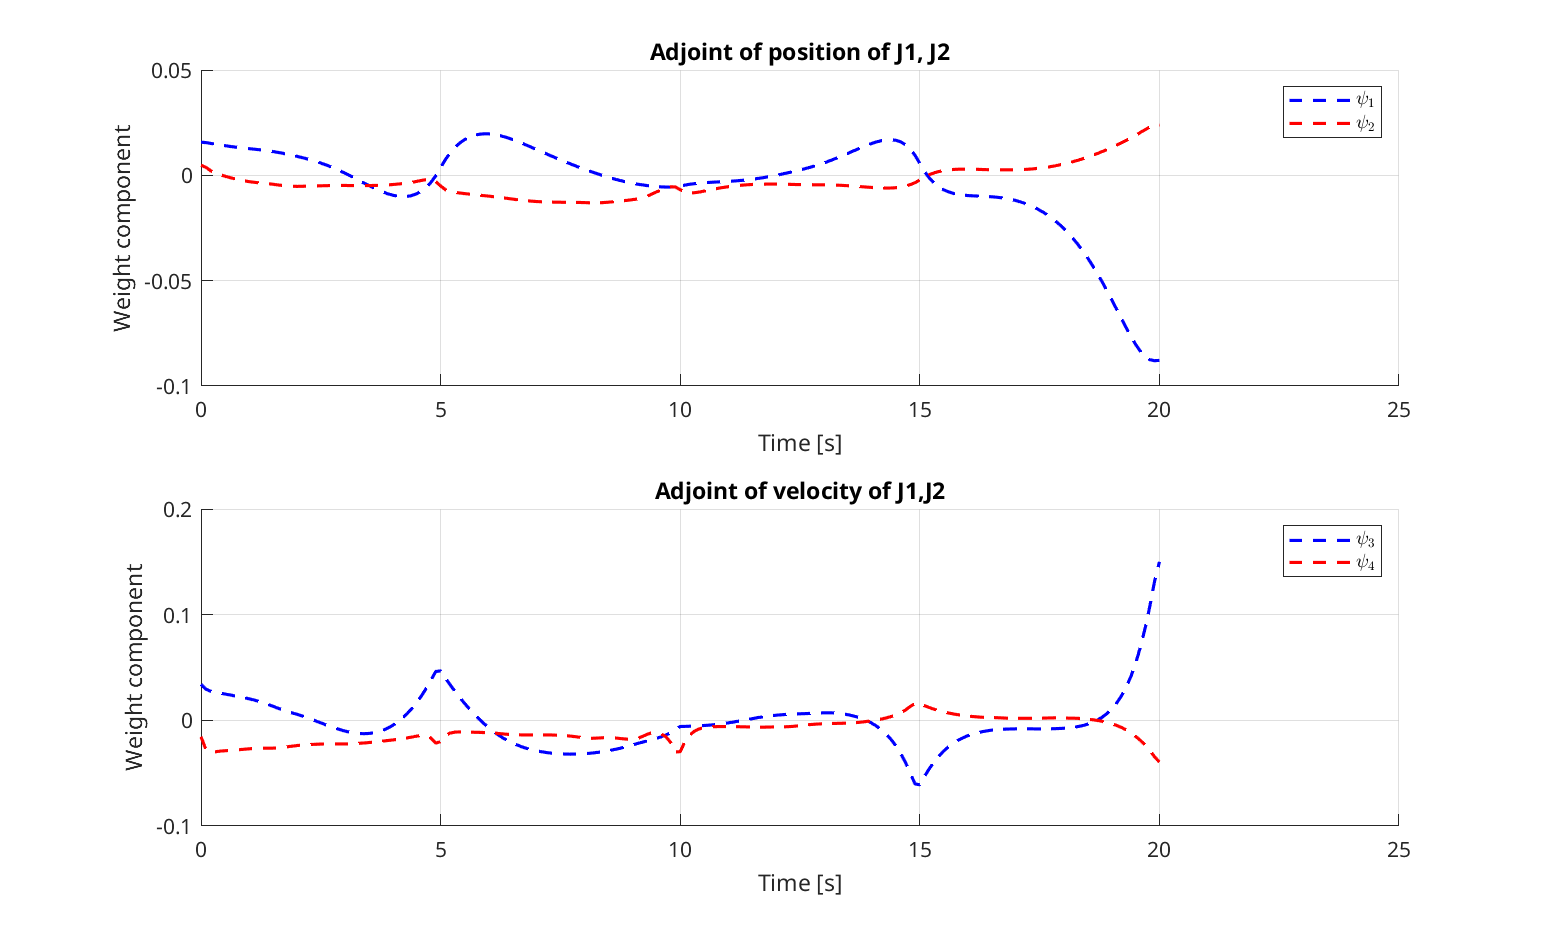 Adjoint of position of J1, J2
0.05
0
-0.05
-0.1
Weight component
ψ₁
ψ₂
0 5 10 15 20 25
Time [s]
Adjoint of velocity of J1,J2
0.2
0.1
0
-0.1
Weight component
ψ₃
ψ₄
0 5 10 15 20 25
Time [s]